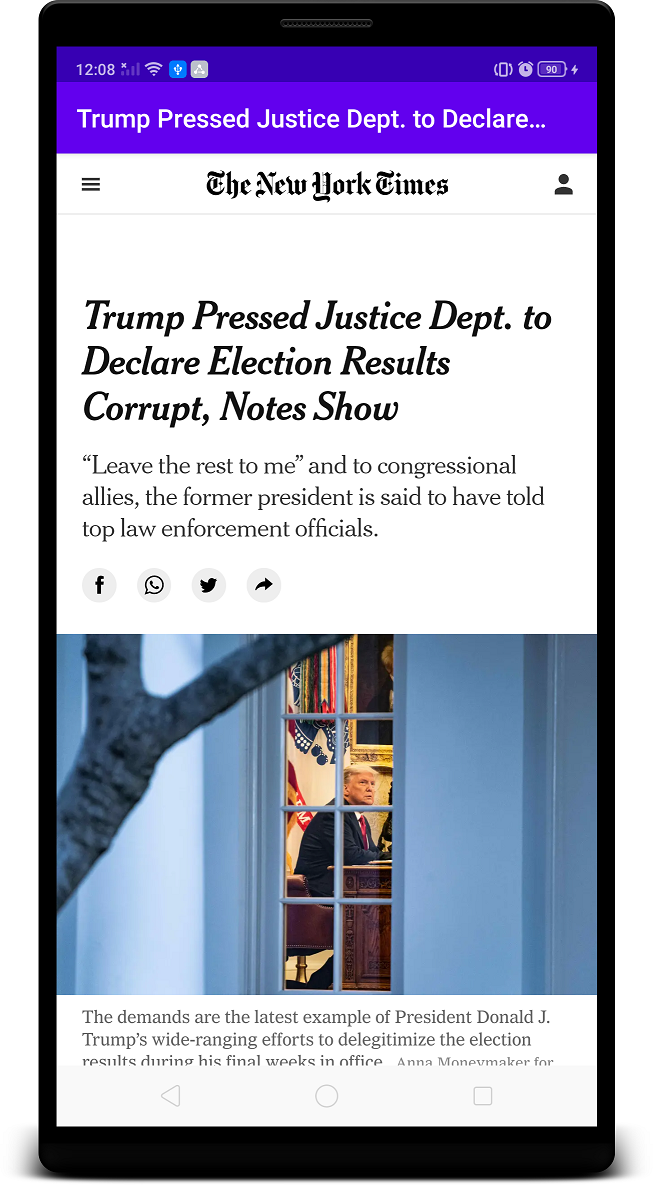 12:08
90
Trump Pressed Justice Dept. to Declare…
The New York Times
Trump Pressed Justice Dept. to
Declare Election Results
Corrupt, Notes Show
“Leave the rest to me” and to congressional
allies, the former president is said to have told
top law enforcement officials.
The demands are the latest example of President Donald J.
Trump’s wide-ranging efforts to delegitimize the election
results during his final weeks in office. Anna Moneymaker for